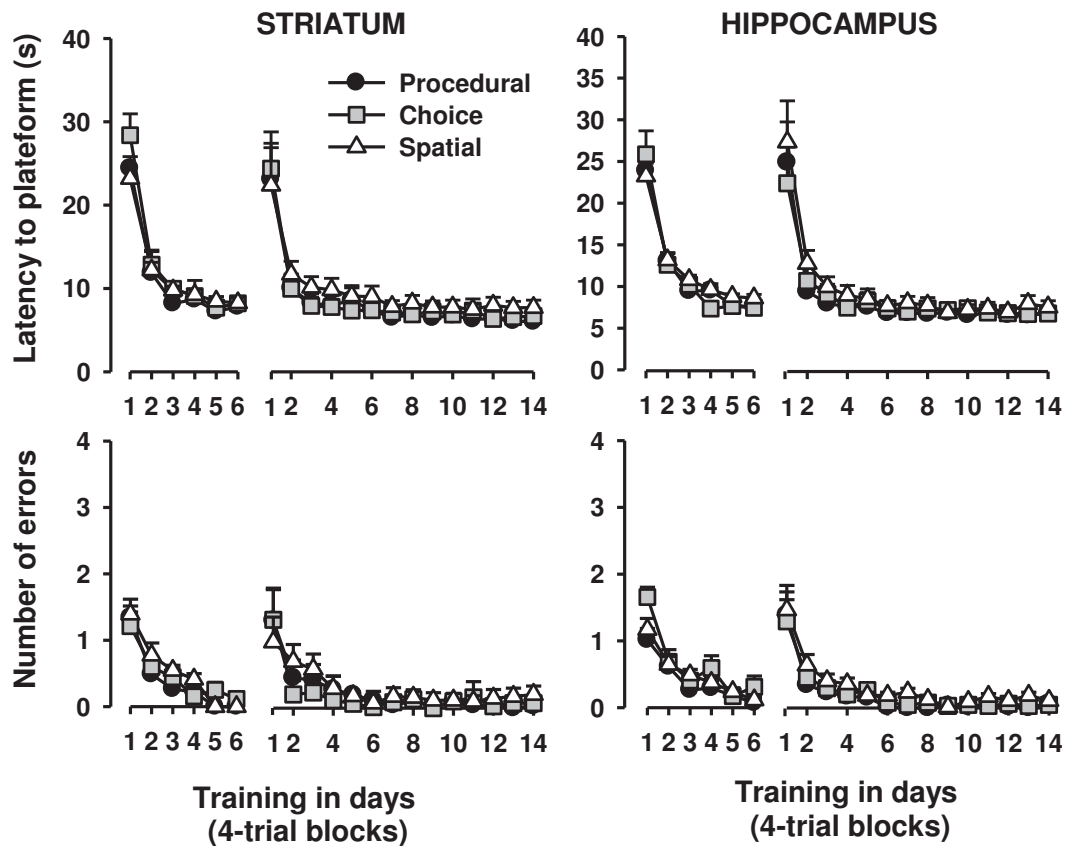 STRIATUM
HIPPOCAMPUS
Latency to plateform (s)
40
30
20
10
0
Procedural
Choice
Spatial
1 2 3 4 5 6
1 2 4 6 8 10 12 14
40
35
30
25
20
15
10
5
0
1 2 3 4 5 6
1 2 4 6 8 10 12 14
Number of errors
4
3
2
1
0
1 2 3 4 5 6
1 2 4 6 8 10 12 14
4
3
2
1
0
1 2 3 4 5 6
1 2 4 6 8 10 12 14
Training in days
(4-trial blocks)
Training in days
(4-trial blocks)